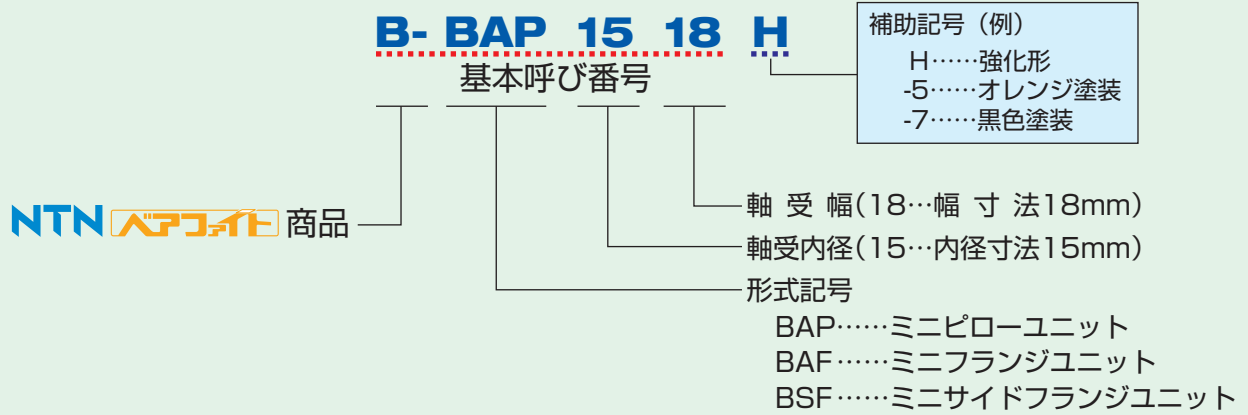 B- BAP 15 18 H
基本呼び番号
補助記号（例）
H……強化形
-5……オレンジ塗装
-7……黒色塗装
NTN ベアファイト 商品
軸受幅(18…幅寸法18mm)
軸受内径(15…内径寸法15mm)
形式記号
BAP……ミニピローユニット
BAF……ミニフランジユニット
BSF……ミニサイドフランジユニット